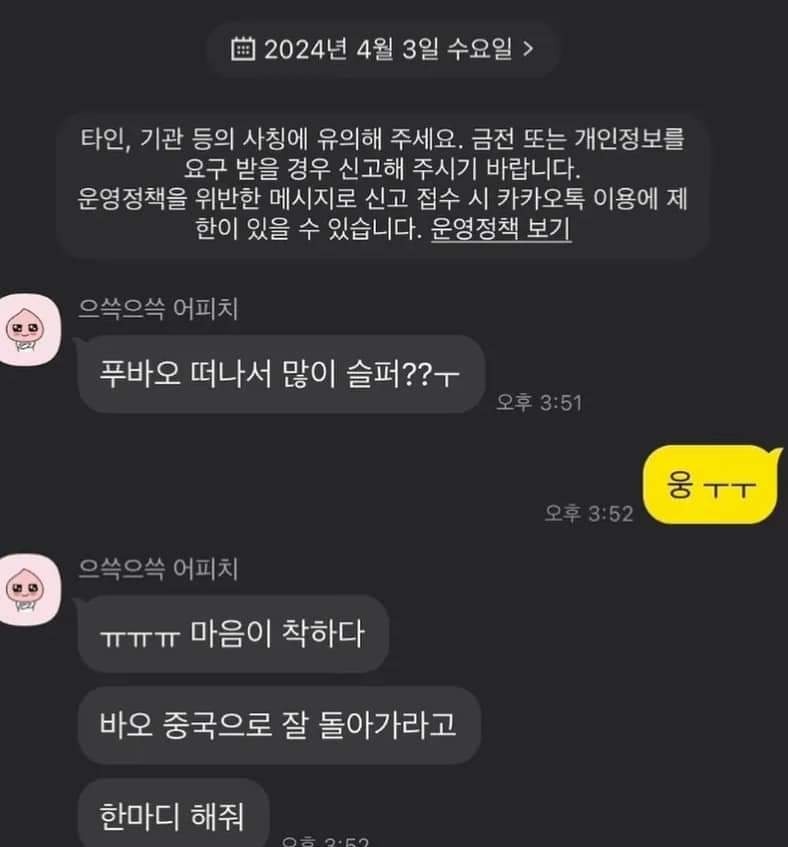 2024년 4월 3일 수요일 >
타인, 기관 등의 사칭에 유의해 주세요. 금전 또는 개인정보를
요구 받을 경우 신고해 주시기 바랍니다.
운영정책을 위반한 메시지로 신고 접수 시 카카오톡 이용에 제
한이 있을 수 있습니다. 운영정책 보기
으쓱으쓱 어피치
푸바오 떠나서 많이 슬퍼??ㅜ
오후 3:51
웅 ㅜㅜ
오후 3:52
으쓱으쓱 어피치
ㅠㅠㅠ 마음이 착하다
바오 중국으로 잘 돌아가라고
한마디 해줘
오후 3:52